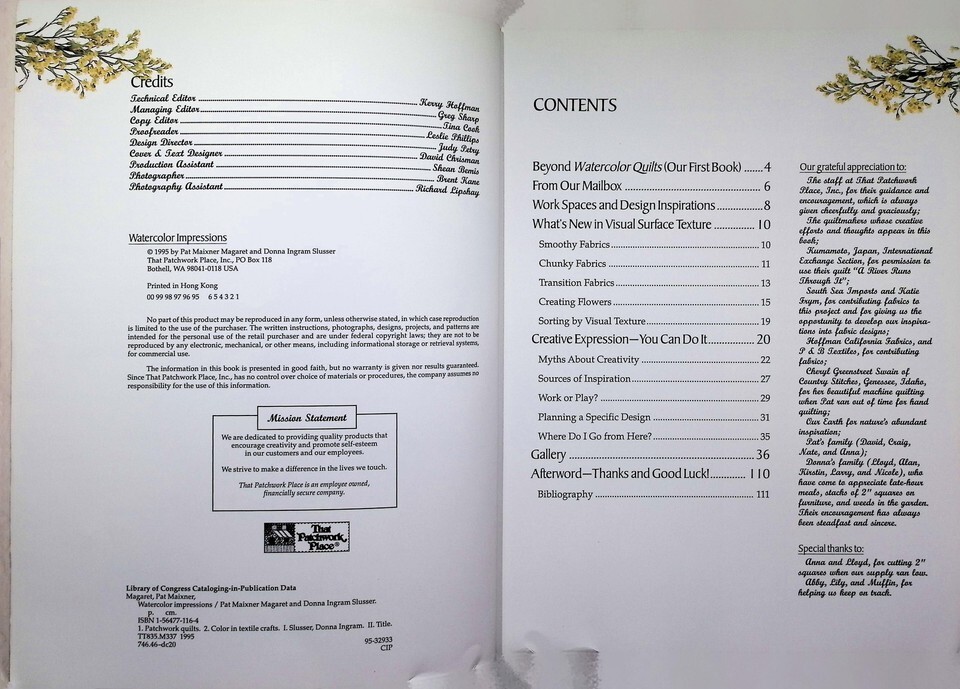 Credits
Technical Editor ... Kerry Hoffman
Managing Editor ... Greg Sharp
Copy Editor ... Tina Cook
Proofreader ... Leslie Phillips
Design Director ... Judy Petry
Cover & Text Designer ... David Chrisman
Production Assistant ... Shean Bemis
Photographer ... Brent Kane
Photography Assistant ... Richard Lipshay
Watercolor Impressions
© 1995 by Pat Maixner Magaret and Donna Ingram Slusser
That Patchwork Place, Inc., PO Box 118
Bothell, WA 98041-0118 USA
Printed in Hong Kong
00 99 98 97 96 95 6 5 4 3 2 1
No part of this product may be reproduced in any form, unless otherwise stated, in which case reproduction
is limited to the use of the purchaser. The written instructions, photographs, designs, projects, and patterns are
intended for the personal use of the retail purchaser and are under federal copyright laws; they are not to be
reproduced by any electronic, mechanical, or other means, including informational storage or retrieval systems,
for commercial use.
The information in this book is presented in good faith, but no warranty is given nor results guaranteed.
Since That Patchwork Place, Inc., has no control over choice of materials or procedures, the company assumes no
responsibility for the use of this information.
Mission Statement
We are dedicated to providing quality products that
encourage creativity and promote self-esteem
in our customers and our employees.
We strive to make a difference in the lives we touch.
That Patchwork Place is an employee owned,
financially secure company.
That
Patchwork
Place®
Library of Congress Cataloging-in-Publication Data
Magaret, Pat Maixner,
Watercolor impressions / Pat Maixner Magaret and Donna Ingram Slusser.
p. cm.
ISBN 1-56477-116-4
1. Patchwork quilts. 2. Color in textile crafts. I. Slusser, Donna Ingram. II. Title.
TT835.M337 1995
746.46—dc20 95-32933
CIP
CONTENTS
Beyond Watercolor Quilts (Our First Book) ... 4
From Our Mailbox ... 6
Work Spaces and Design Inspirations ... 8
What's New in Visual Surface Texture ... 10
Smoothy Fabrics ... 10
Chunky Fabrics ... 11
Transition Fabrics ... 13
Creating Flowers ... 15
Sorting by Visual Texture ... 19
Creative Expression—You Can Do It ... 20
Myths About Creativity ... 22
Sources of Inspiration ... 27
Work or Play? ... 29
Planning a Specific Design ... 31
Where Do I Go from Here? ... 35
Gallery ... 36
Afterword—Thanks and Good Luck! ... 110
Bibliography ... 111
Our grateful appreciation to:
The staff at That Patchwork
Place, Inc., for their guidance and
encouragement, which is always
given cheerfully and graciously;
The quiltmakers whose creative
efforts and thoughts appear in this
book;
Kumamoto, Japan, International
Exchange Section, for permission to
use their quilt "A River Runs
Through It";
South Sea Imports and Katie
Frym, for contributing fabrics to
this project and for giving us the
opportunity to develop our inspira-
tions into fabric designs;
Hoffman California Fabrics, and
P & B Textiles, for contributing
fabrics;
Cheryl Greenstreet Swain of
Country Stitches, Genessee, Idaho,
for her beautiful machine quilting
when Pat ran out of time for hand
quilting;
Our Earth for nature's abundant
inspiration;
Pat's family (David, Craig,
Nate, and Anna);
Donna's family (Lloyd, Alan,
Kirstin, Larry, and Nicole), who
have come to appreciate late-hour
meals, stacks of 2" squares on
furniture, and weeds in the garden.
Their encouragement has always
been steadfast and sincere.
Special thanks to:
Anna and Lloyd, for cutting 2"
squares when our supply ran low.
Abby, Lily, and Muffin, for
helping us keep on track.